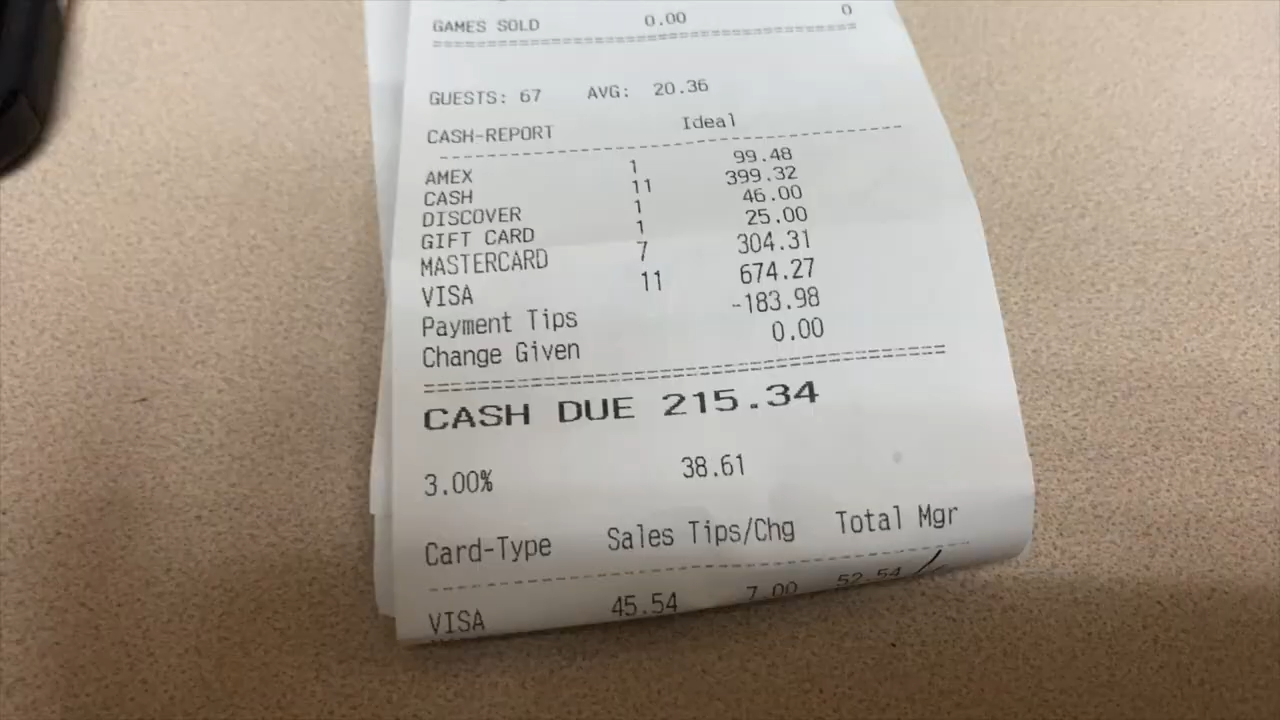 GAMES SOLD 0.00 0
GUESTS: 67 AVG: 20.36
CASH-REPORT Ideal
AMEX 1 99.48
CASH 11 399.32
DISCOVER 1 46.00
GIFT CARD 1 25.00
MASTERCARD 7 304.31
VISA 11 674.27
Payment Tips -183.98
Change Given 0.00
CASH DUE 215.34
3.00% 38.61
Card-Type Sales Tips/Chg Total Mgr
VISA 45.54 7.00 52.54